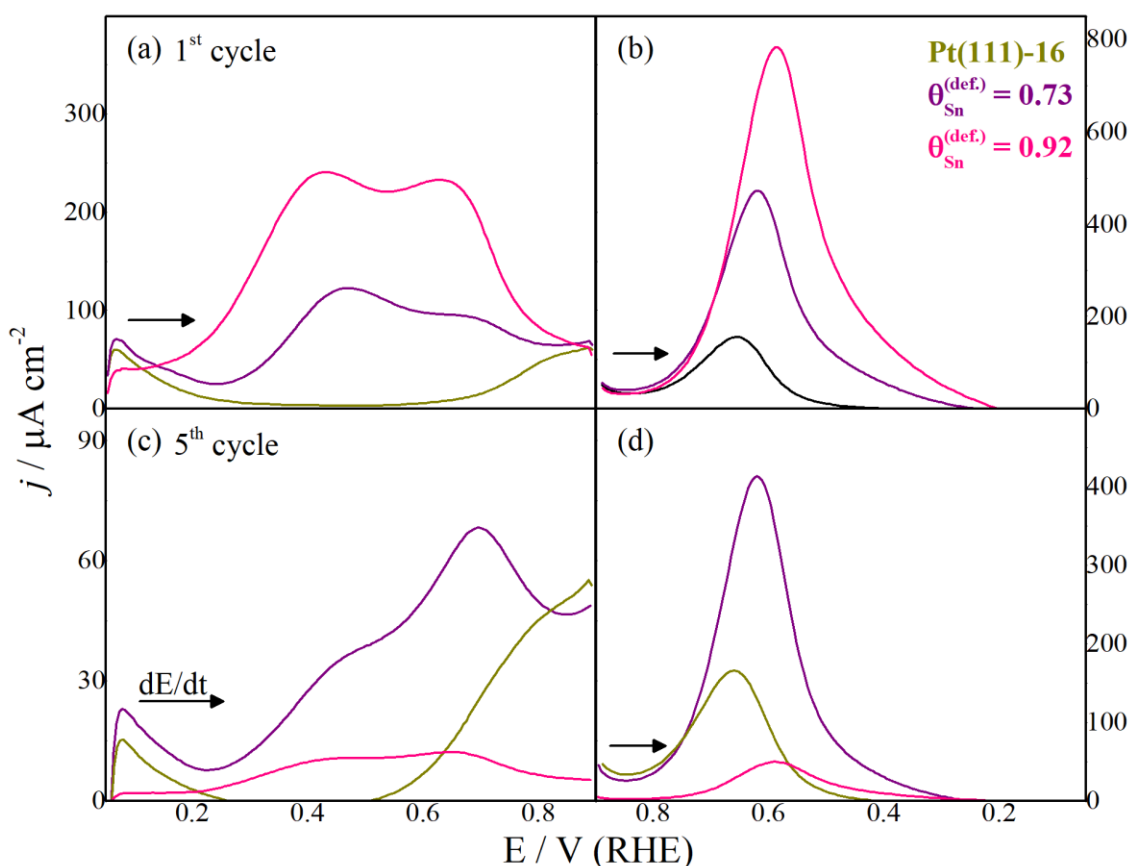 (a) 1st cycle
(b)
Pt(111)-16
θSn(def.) = 0.73
θSn(def.) = 0.92
300
200
100
0
800
600
400
200
0
(c) 5th cycle
(d)
dE/dt
90
60
30
0
400
300
200
100
0
j / μA cm-2
0.2 0.4 0.6 0.8 0.8 0.6 0.4 0.2
E / V (RHE)